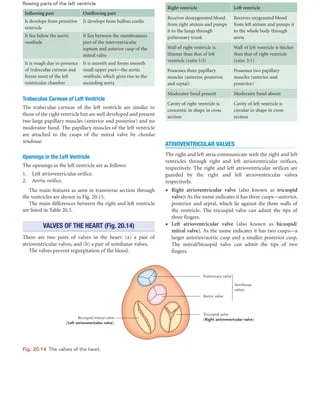 flowing parts of the left ventricle
Inflowing part
Outflowing part
It develops from primitive
ventricle
It develops from bulbus cordis
It lies below the aortic
vestibule
It lies between the membranous
part of the interventricular
septum and anterior cusp of the
mitral valve
It is rough due to presence
of trabeculae carneae and
forms most of the left
ventricular chamber
It is smooth and forms smooth
small upper part—the aortic
vestibule, which gives rise to the
ascending aorta
Trabeculae Carneae of Left Ventricle
The trabeculae carneae of the left ventricle are similar to
those of the right ventricle but are well developed and present
two large papillary muscles (anterior and posterior) and no
moderator band. The papillary muscles of the left ventricle
are attached to the cusps of the mitral valve by chordae
tendinae.
Openings in the Left Ventricle
The openings in the left ventricle are as follows:
1. Left atrioventricular orifice.
2. Aortic orifice.
The main features as seen in transverse section through
the ventricles are shown in Fig. 20.13.
The main differences between the right and left ventricle
are listed in Table 20.3.
VALVES OF THE HEART (Fig. 20.14)
There are two pairs of valves in the heart: (a) a pair of
atrioventricular valves, and (b) a pair of semilunar valves.
The valves prevent regurgitation of the blood.
Right ventricle
Left ventricle
Receives deoxygenated blood
from right atrium and pumps
it to the lungs through
pulmonary trunk
Receives oxygenated blood
from left atrium and pumps it
to the whole body through
aorta
Wall of right ventricle is
thinner than that of left
ventricle (ratio 1:3)
Wall of left ventricle is thicker
than that of right ventricle
(ratio 3:1)
Possesses three papillary
muscles (anterior, posterior,
and septal)
Possesses two papillary
muscles (anterior and
posterior)
Moderator band present
Moderator band absent
Cavity of right ventricle is
crescentic in shape in cross
section
Cavity of left ventricle is
circular in shape in cross
section
ATRIOVENTRICULAR VALVES
The right and left atria communicate with the right and left
ventricles through right and left atrioventricular orifices,
respectively. The right and left atrioventricular orifices are
guarded by the right and left atrioventricular valves
respectively.
• Right atrioventricular valve (also known as tricuspid
valve): As the name indicates it has three cusps—anterior,
posterior and septal, which lie against the three walls of
the ventricle. The tricuspid valve can admit the tips of
three fingers.
• Left atrioventricular valve (also known as bicuspid/
mitral valve). As the name indicates it has two cusps—a
larger anterior/aortic cusp and a smaller posterior cusp.
The mitral/bicuspid valve can admit the tips of two
fingers.
Pulmonary valve
Aortic valve
Semilunar
valves
Bicuspid/mitral valve
(Left atrioventricular valve)
Tricuspid valve
(Right atrioventricular valve)
Fig. 20.14 The valves of the heart.